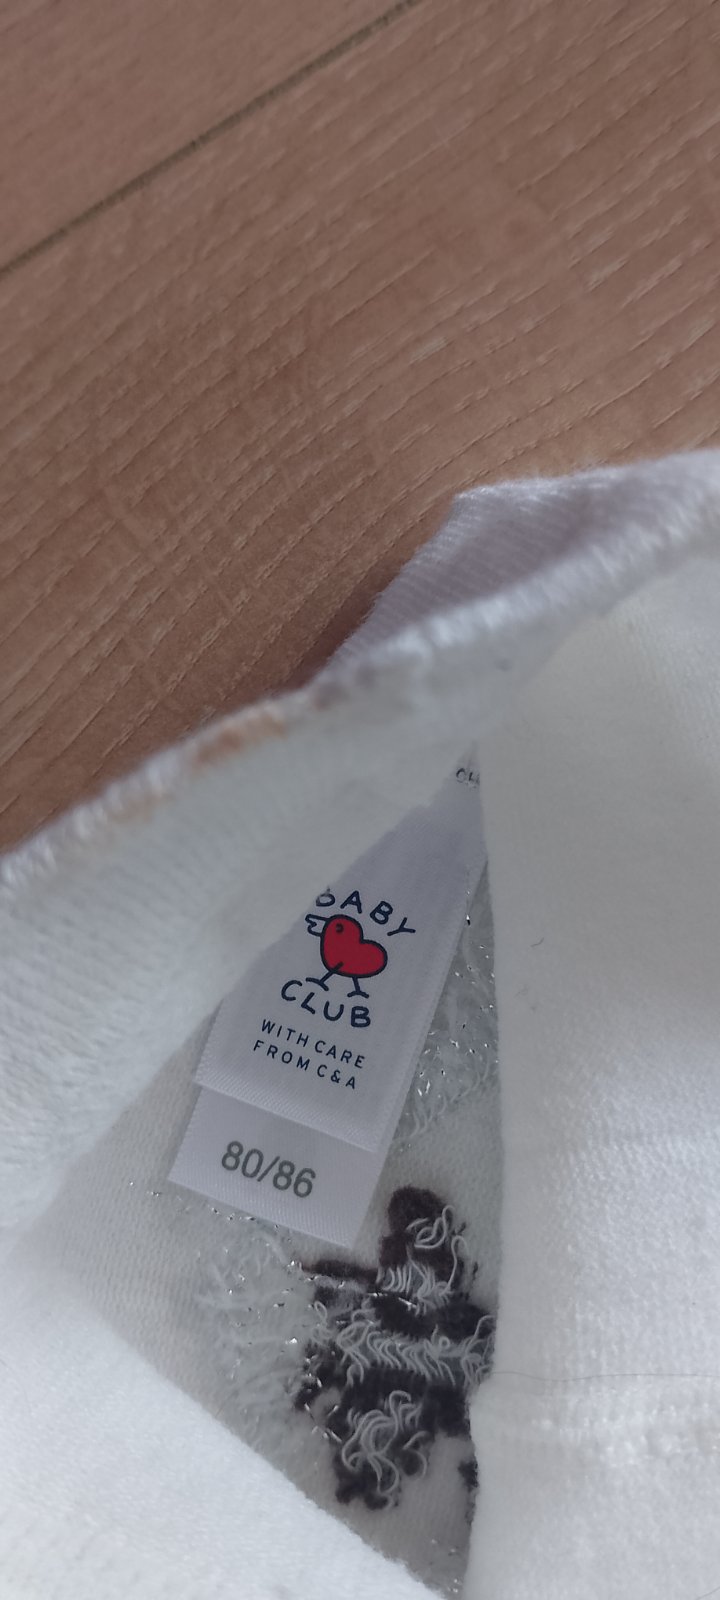 BABY
CLUB
WITH CARE
FROM C&A
80/86